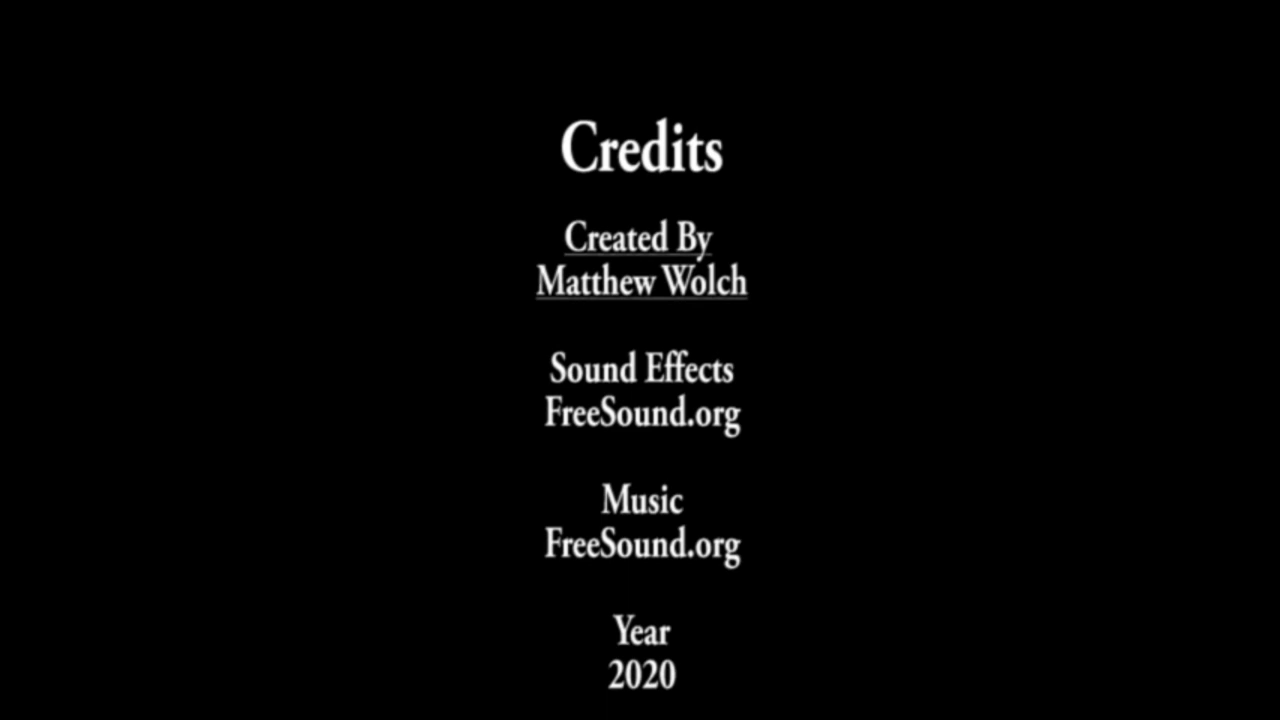 Credits
Created By
Matthew Wolch
Sound Effects
FreeSound.org
Music
FreeSound.org
Year
2020